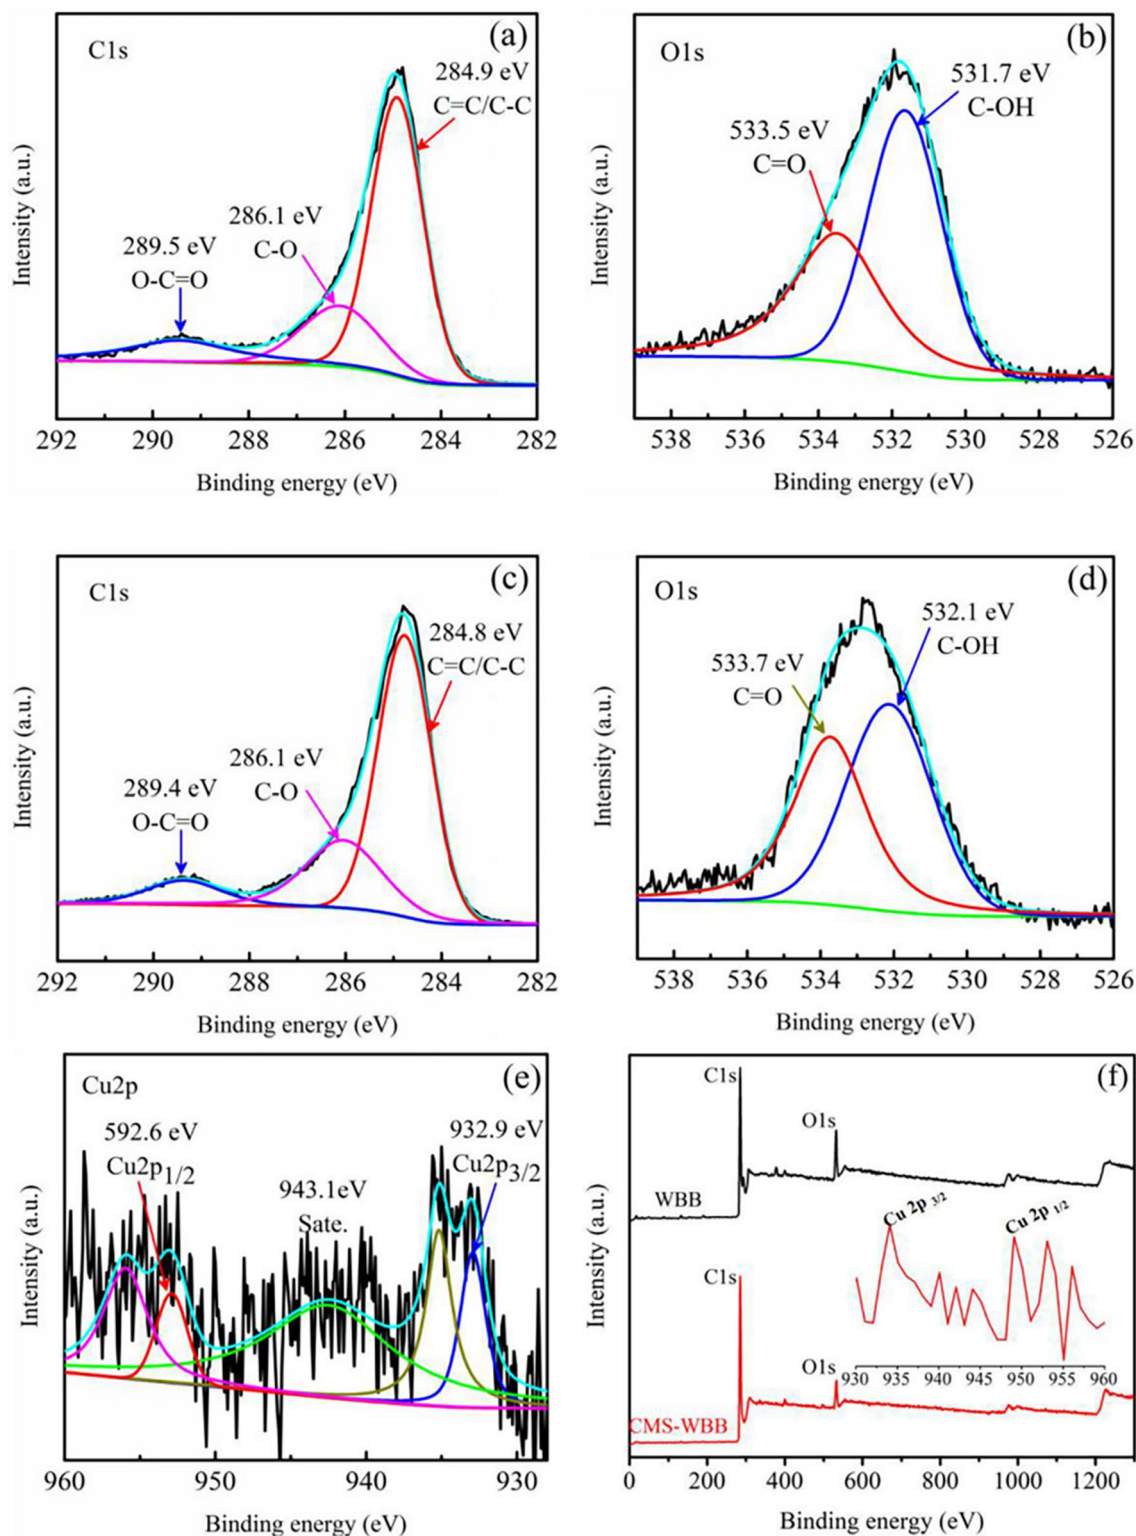 (a)
C1s
284.9 eV
C=C/C-C
286.1 eV
C-O
289.5 eV
O-C=O
Intensity (a.u.)
292 290 288 286 284 282
Binding energy (eV)
(b)
O1s
531.7 eV
C-OH
533.5 eV
C=O
Intensity (a.u.)
538 536 534 532 530 528 526
Binding energy (eV)
(c)
C1s
284.8 eV
C=C/C-C
286.1 eV
C-O
289.4 eV
O-C=O
Intensity (a.u.)
292 290 288 286 284 282
Binding energy (eV)
(d)
O1s
532.1 eV
C-OH
533.7 eV
C=O
Intensity (a.u.)
538 536 534 532 530 528 526
Binding energy (eV)
(e)
Cu2p
592.6 eV
Cu2p1/2
943.1eV
Sate.
932.9 eV
Cu2p3/2
Intensity (a.u.)
960 950 940 930
Binding energy (eV)
(f)
C1s
O1s
WBB
Cu 2p 3/2
Cu 2p 1/2
C1s
O1s
930 935 940 945 950 955 960
CMS-WBB
Intensity (a.u.)
0 200 400 600 800 1000 1200
Binding energy (eV)